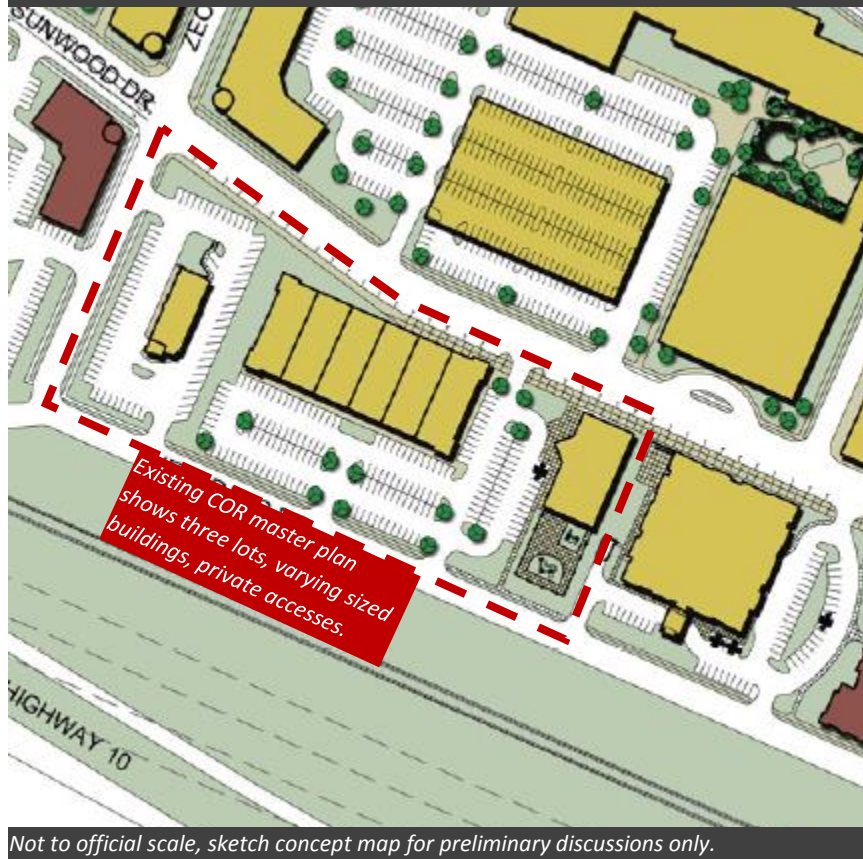 SUNWOOD DR.
ZEO
Existing COR master plan
shows three lots, varying sized
buildings, private accesses.
HIGHWAY 10
Not to official scale, sketch concept map for preliminary discussions only.